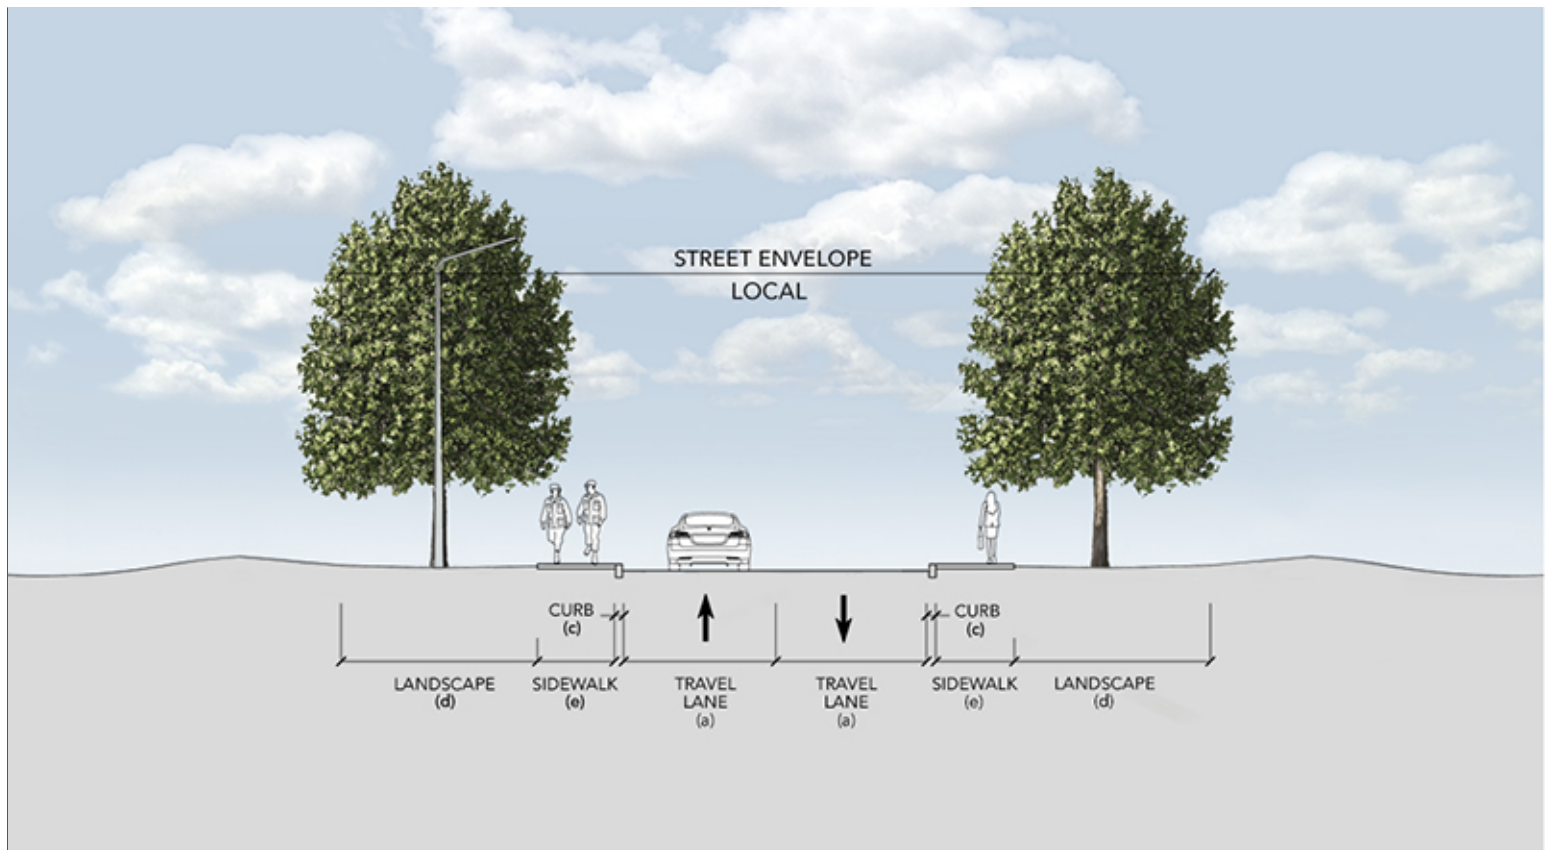 STREET ENVELOPE
LOCAL
CURB
(c)
CURB
(c)
LANDSCAPE
(d)
SIDEWALK
(e)
TRAVEL
LANE
(a)
TRAVEL
LANE
(a)
SIDEWALK
(e)
LANDSCAPE
(d)